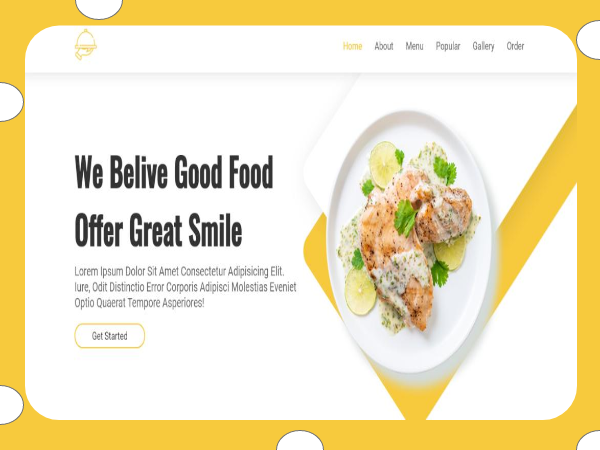 Home About Menu Popular Gallery Order
We Belive Good Food
Offer Great Smile
Lorem Ipsum Dolor Sit Amet Consectetur Adipisicing Elit.
Iure, Odit Distinctio Error Corporis Adipisci Molestias Eveniet
Optio Quaerat Tempore Asperiores!
Get Started